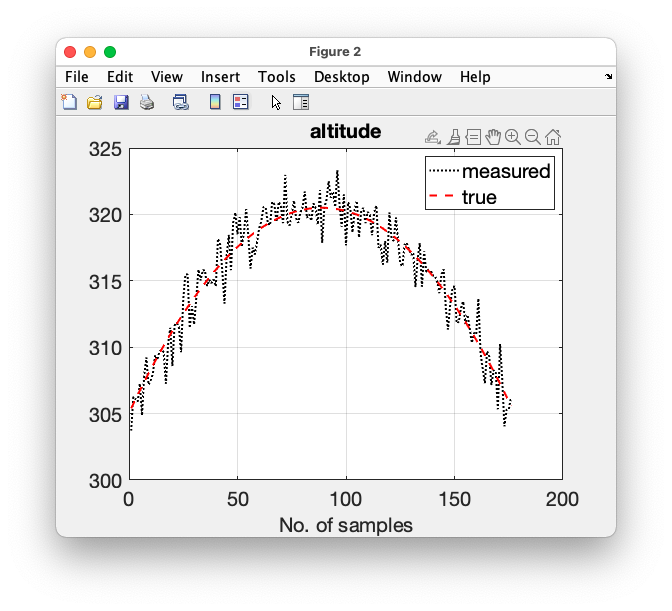 Figure 2
File Edit View Insert Tools Desktop Window Help
altitude
measured
true
325
320
315
310
305
300
0 50 100 150 200
No. of samples